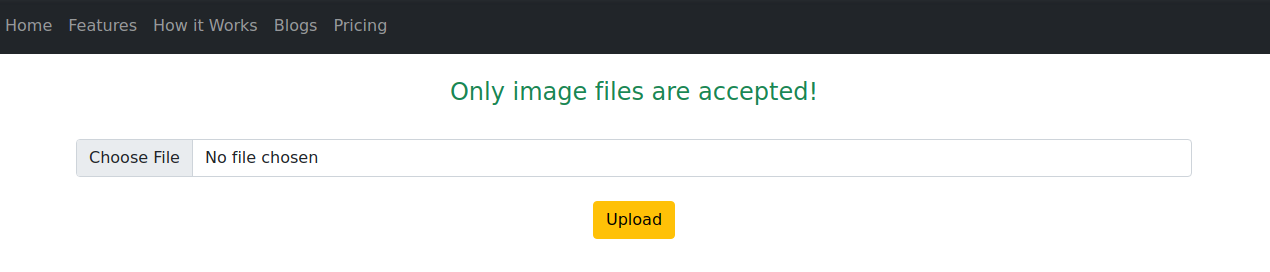 Home Features How it Works Blogs Pricing
Only image files are accepted!
Choose File No file chosen
Upload